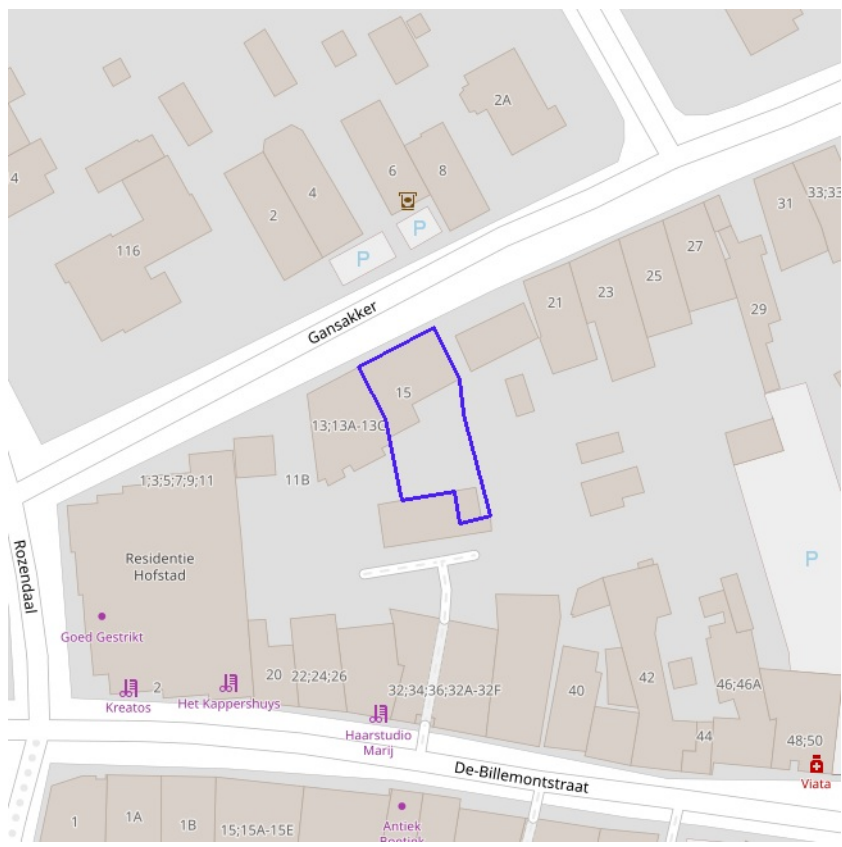 2A
6
8
4
4
2
33;33
31
116
27
25
23
21
29
Gansakker
15
13;13A-13C
1;3;5;7;9;11
11B
P
P
P
Rozendaal
Residentie
Hofstad
Goed Gestrikt
20
22;24;26
32;34;36;32A-32F
40
42
46;46A
2
Kreatos
Het Kappershuys
Haarstudio
Marij
44
48;50
De-Billemontstraat
Viata
1
1A
1B
15;15A-15E
Antiek